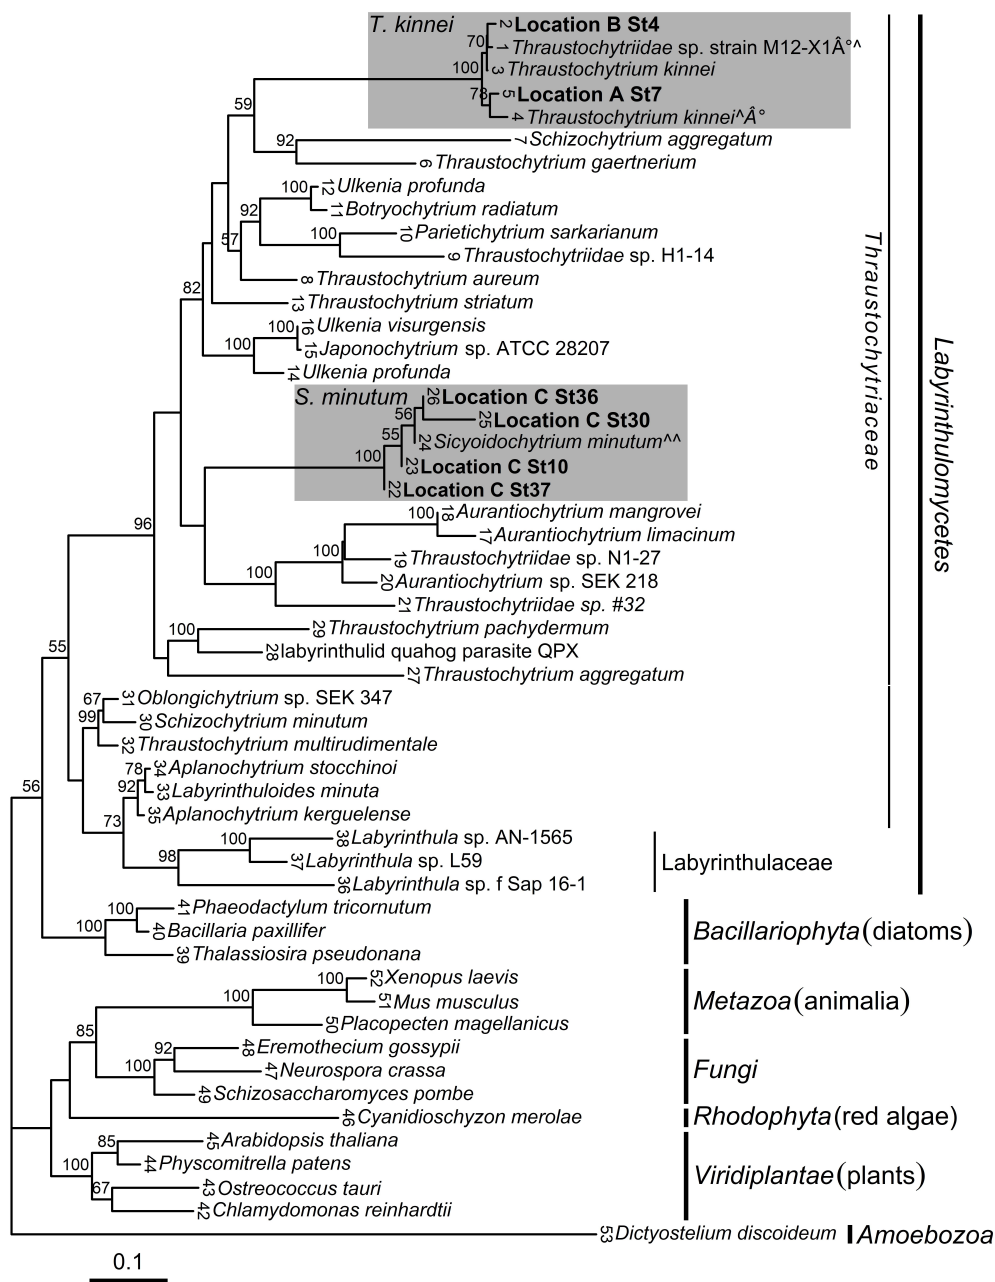 T. kinnei
2 Location B St4
70
1 Thraustochytriidae sp. strain M12-X1Â°^
100
3 Thraustochytrium kinnei
78
5 Location A St7
4 Thraustochytrium kinnei^Â°
59
7 Schizochytrium aggregatum
92
6 Thraustochytrium gaertnerium
12 Ulkenia profunda
100
11 Botryochytrium radiatum
92
10 Parietichytrium sarkarianum
100
57
9 Thraustochytriidae sp. H1-14
8 Thraustochytrium aureum
82
13 Thraustochytrium striatum
16 Ulkenia visurgensis
100
15 Japonochytrium sp. ATCC 28207
100
14 Ulkenia profunda
S. minutum
26 Location C St36
56
25 Location C St30
55
24 Sicyoidochytrium minutum^^
100
23 Location C St10
22 Location C St37
18 Aurantiochytrium mangrovei
100
17 Aurantiochytrium limacinum
96
100
19 Thraustochytriidae sp. N1-27
100
20 Aurantiochytrium sp. SEK 218
21 Thraustochytriidae sp. #32
29 Thraustochytrium pachydermum
100
28 labyrinthulid quahog parasite QPX
55
27 Thraustochytrium aggregatum
Thraustochytriaceae
Labyrinthulomycetes
67
31 Oblongichytrium sp. SEK 347
99
30 Schizochytrium minutum
32 Thraustochytrium multirudimentale
78
34 Aplanochytrium stocchinoi
56
92
33 Labyrinthuloides minuta
73
35 Aplanochytrium kerguelense
100
38 Labyrinthula sp. AN-1565
98
37 Labyrinthula sp. L59
Labyrinthulaceae
36 Labyrinthula sp. f Sap 16-1
100
41 Phaeodactylum tricornutum
100
40 Bacillaria paxillifer
Bacillariophyta (diatoms)
39 Thalassiosira pseudonana
100
52 Xenopus laevis
100
51 Mus musculus
Metazoa (animalia)
50 Placopecten magellanicus
85
92
48 Eremothecium gossypii
100
47 Neurospora crassa
Fungi
49 Schizosaccharomyces pombe
46 Cyanidioschyzon merolae
Rhodophyta (red algae)
85
45 Arabidopsis thaliana
100
44 Physcomitrella patens
Viridiplantae (plants)
67
43 Ostreococcus tauri
42 Chlamydomonas reinhardtii
53 Dictyostelium discoideum
Amoebozoa
0.1